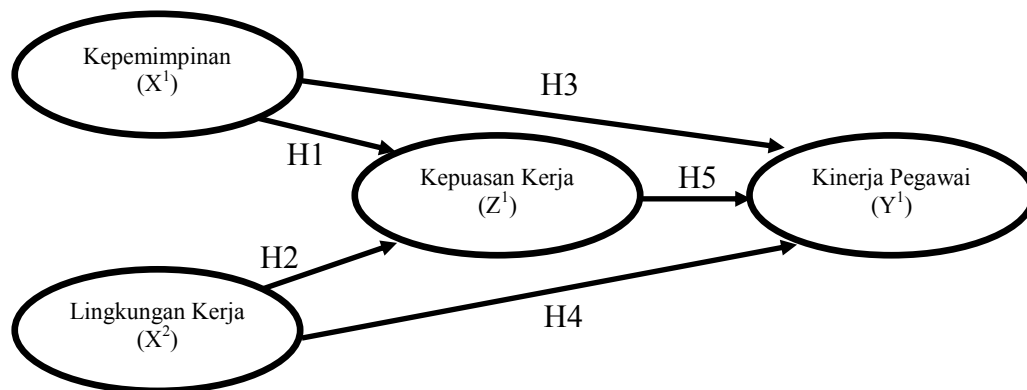 Kepemimpinan
(X¹)
H3
H1
Kepuasan Kerja
(Z¹)
H5
Kinerja Pegawai
(Y¹)
H2
Lingkungan Kerja
(X²)
H4